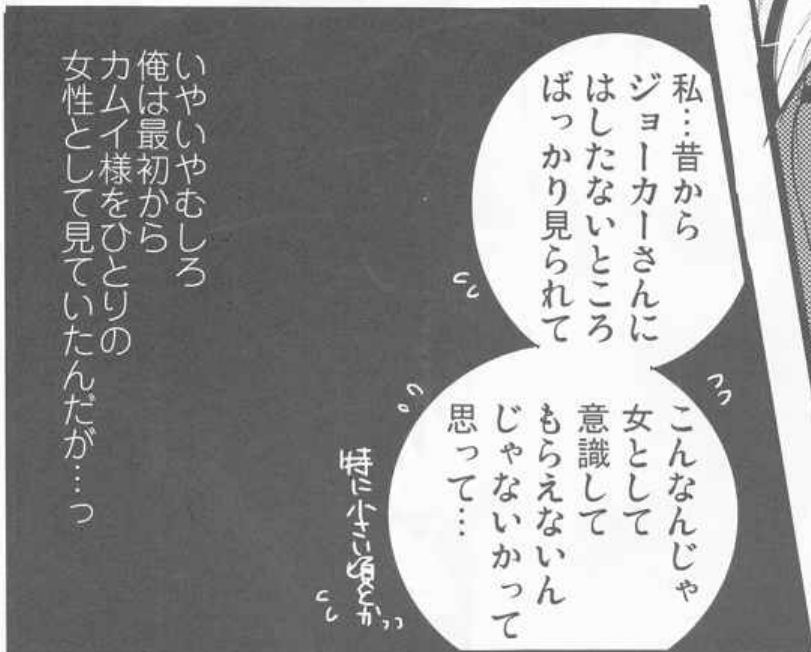 私…昔から
ジョーカーさんに
はしたないところ
ばっかり見られて
こんなんじゃ
女として
意識して
もらえないん
じゃないかって
思って…
特に小さい頃とかっっ
いやいやむしろ
俺は最初から
カムイ様をひとりの
女性として見ていたんだが…っ